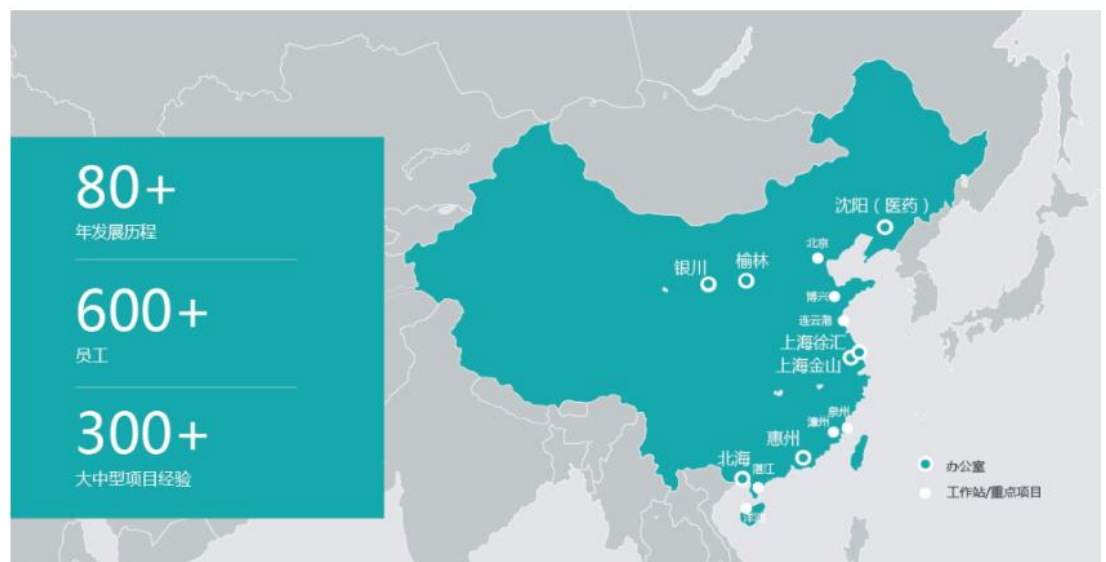 80+
年发展历程
600+
员工
300+
大中型项目经验
沈阳（医药）
北京
银川
榆林
博兴
连云港
上海徐汇
上海金山
泉州
漳州
惠州
北海
湛江
洋浦
办公室
工作站/重点项目